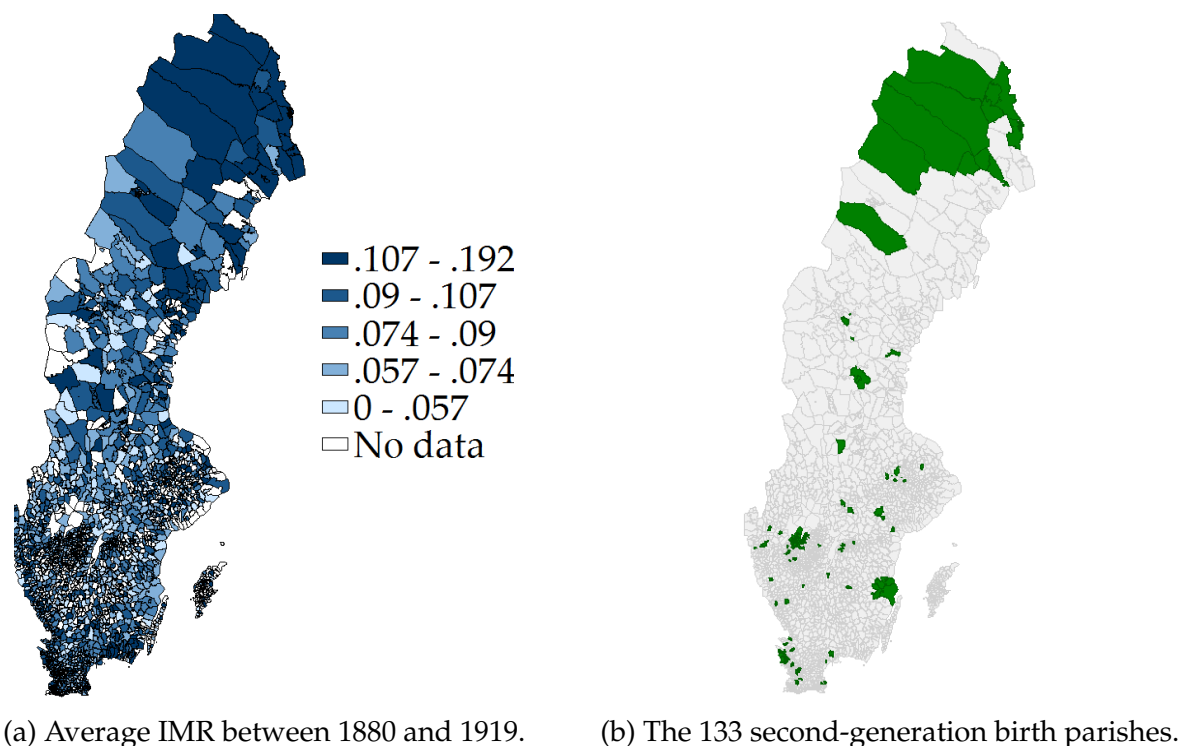 .107 - .192
.09 - .107
.074 - .09
.057 - .074
0 - .057
No data
(a) Average IMR between 1880 and 1919.
(b) The 133 second-generation birth parishes.